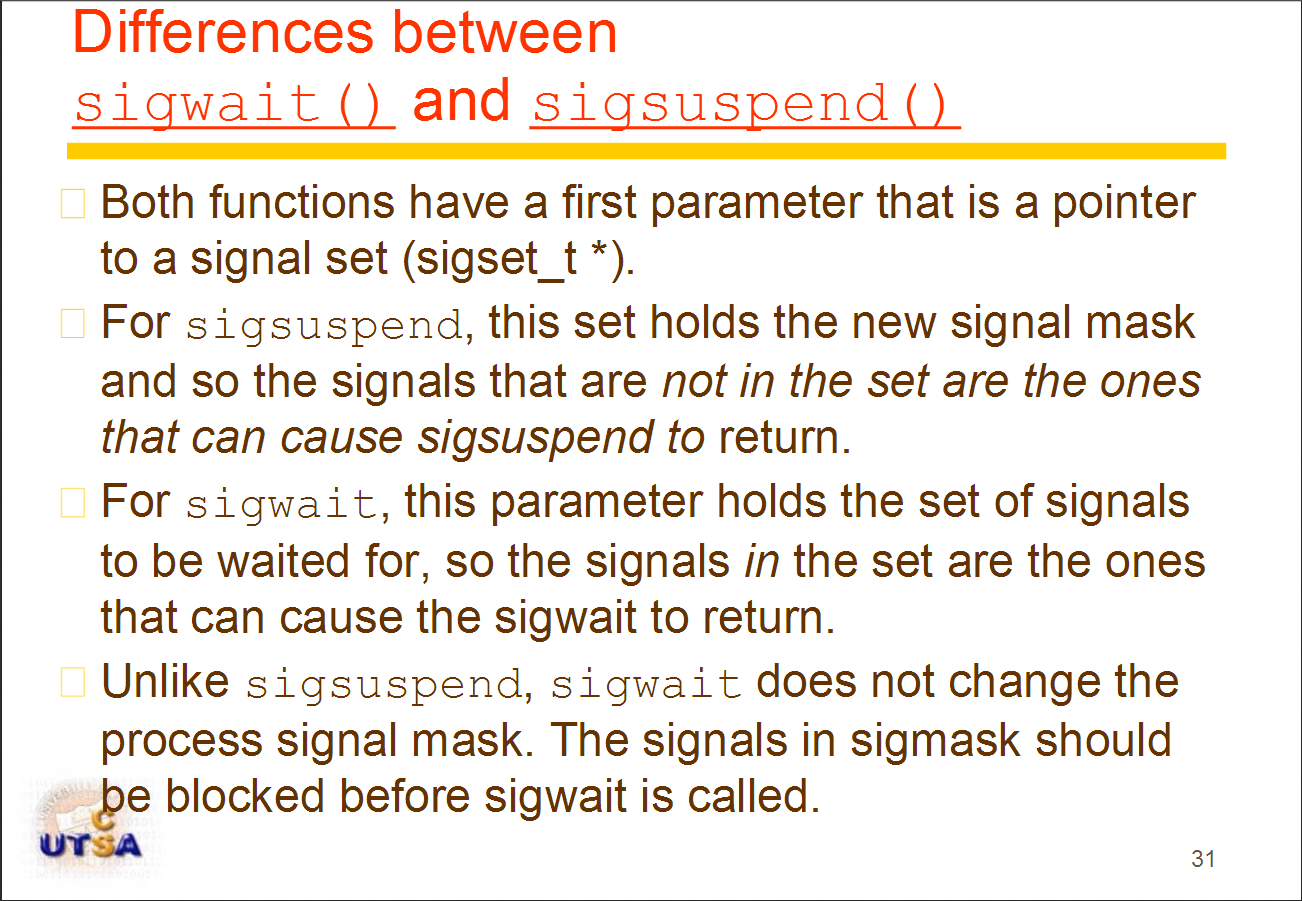 Differences between
sigwait() and sigsuspend()
Both functions have a first parameter that is a pointer
to a signal set (sigset_t *).
For sigsuspend, this set holds the new signal mask
and so the signals that are not in the set are the ones
that can cause sigsuspend to return.
For sigwait, this parameter holds the set of signals
to be waited for, so the signals in the set are the ones
that can cause the sigwait to return.
Unlike sigsuspend, sigwait does not change the
process signal mask. The signals in sigmask should
be blocked before sigwait is called.
CS
UTSA
31